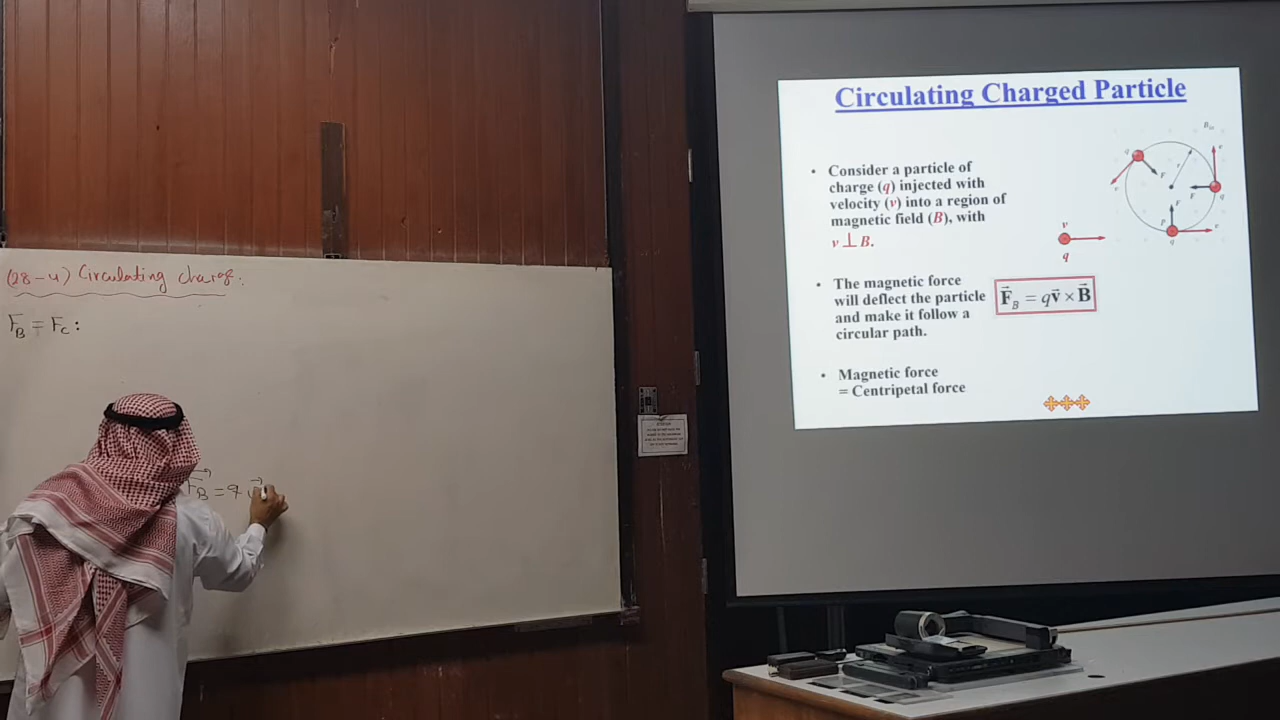 (28-4) Circulating charge.
F_B = F_C :
F_B = q v
Circulating Charged Particle
• Consider a particle of
charge (q) injected with
velocity (v) into a region of
magnetic field (B), with
v ⊥ B.
• The magnetic force
will deflect the particle
and make it follow a
circular path.
F⃗_B = qv⃗ × B⃗
• Magnetic force
= Centripetal force
v
q
q
v
F
r
v
F
q
F
q
v